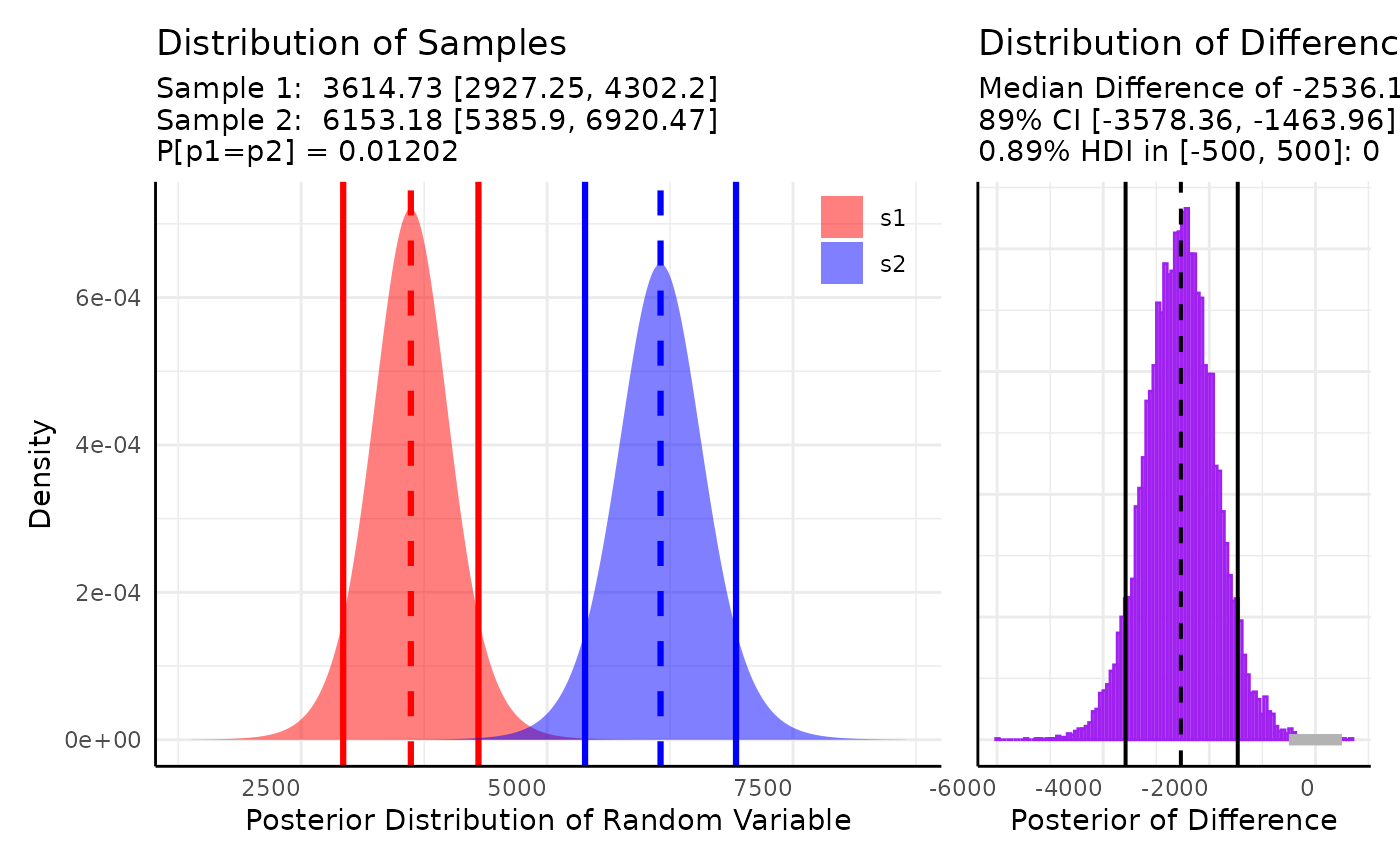 Distribution of Samples
Sample 1:  3614.73 [2927.25, 4302.2]
Sample 2:  6153.18 [5385.9, 6920.47]
P[p1=p2] = 0.01202
s1
s2
6e-04
4e-04
2e-04
0e+00
Density
2500 5000 7500
Posterior Distribution of Random Variable
Distribution of Differenc
Median Difference of -2536.1
89% CI [-3578.36, -1463.96]
0.89% HDI in [-500, 500]: 0
-6000 -4000 -2000 0
Posterior of Difference